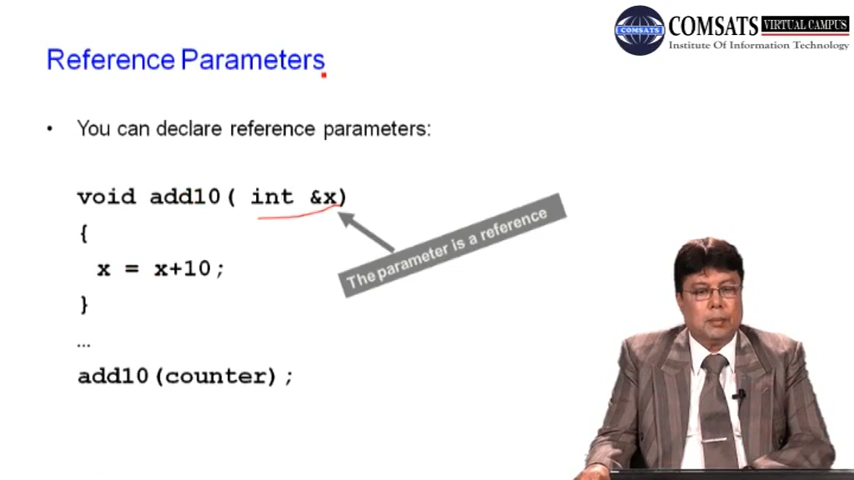 COMSATS VIRTUAL CAMPUS
COMSATS Institute Of Information Technology
Reference Parameters
• You can declare reference parameters:
void add10( int &x)
The parameter is a reference
{
x = x+10;
}
…
add10(counter);